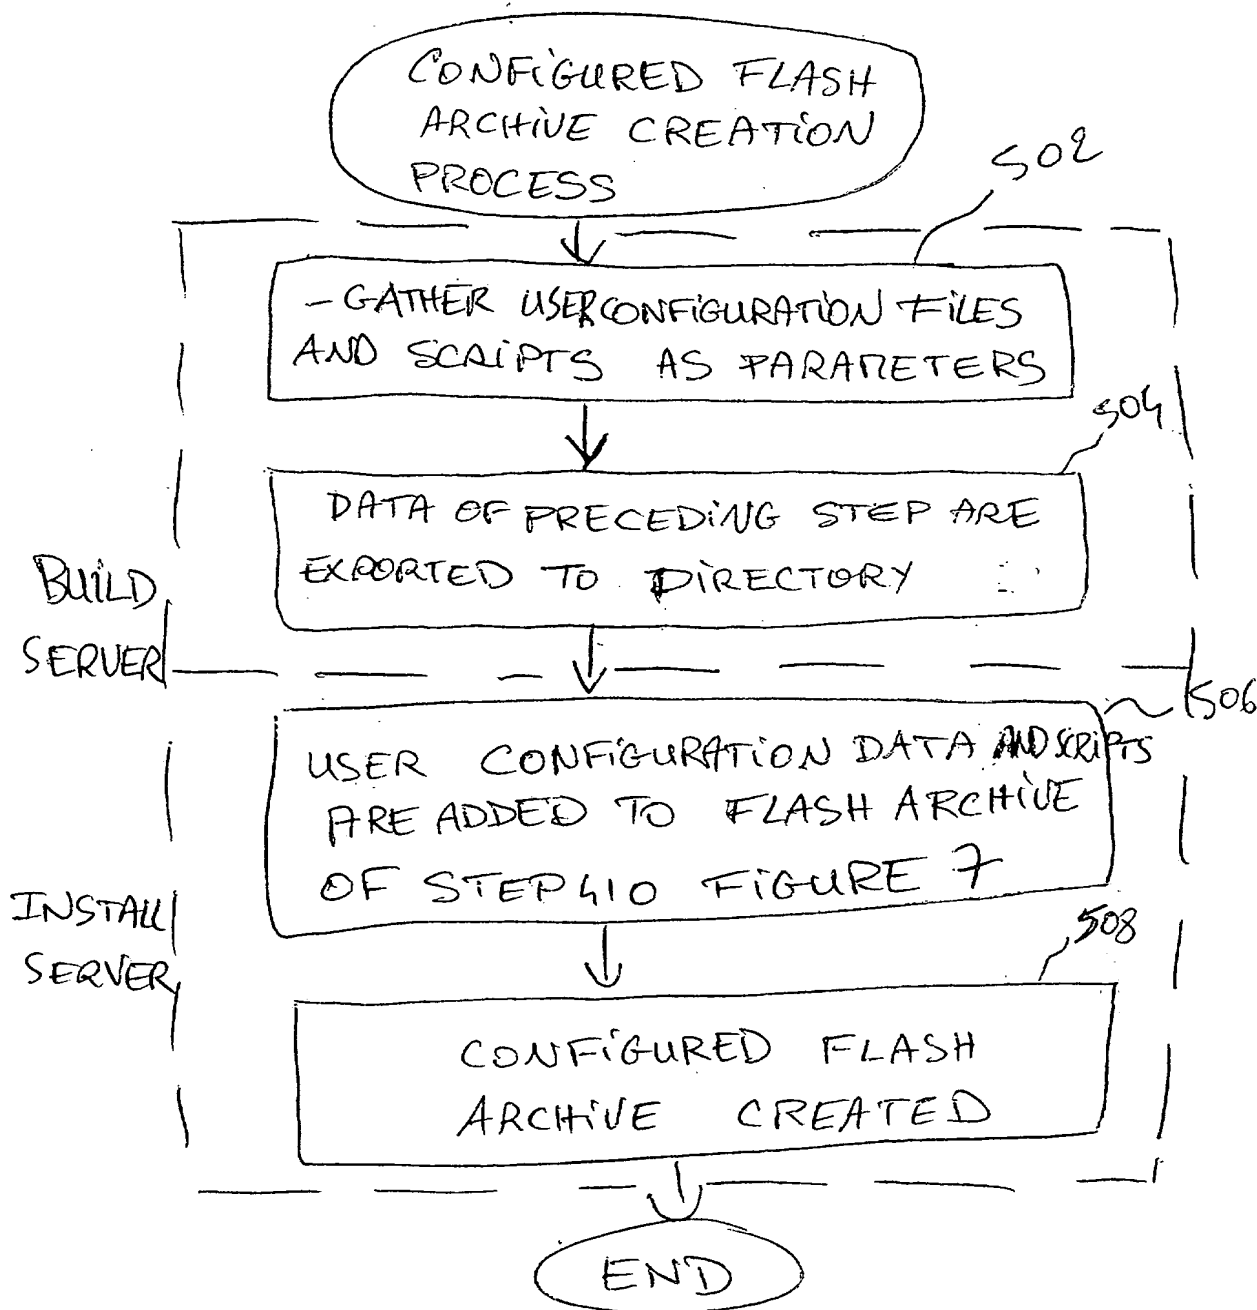 CONFIGURED FLASH
ARCHIVE CREATION
PROCESS
502
- GATHER USER CONFIGURATION FILES
AND SCRIPTS AS PARAMETERS
504
DATA OF PRECEDING STEP ARE
EXPORTED TO DIRECTORY
BUILD
SERVER
506
USER CONFIGURATION DATA AND SCRIPTS
ARE ADDED TO FLASH ARCHIVE
OF STEP 410 FIGURE 7
INSTALL
SERVER
508
CONFIGURED FLASH
ARCHIVE CREATED
END